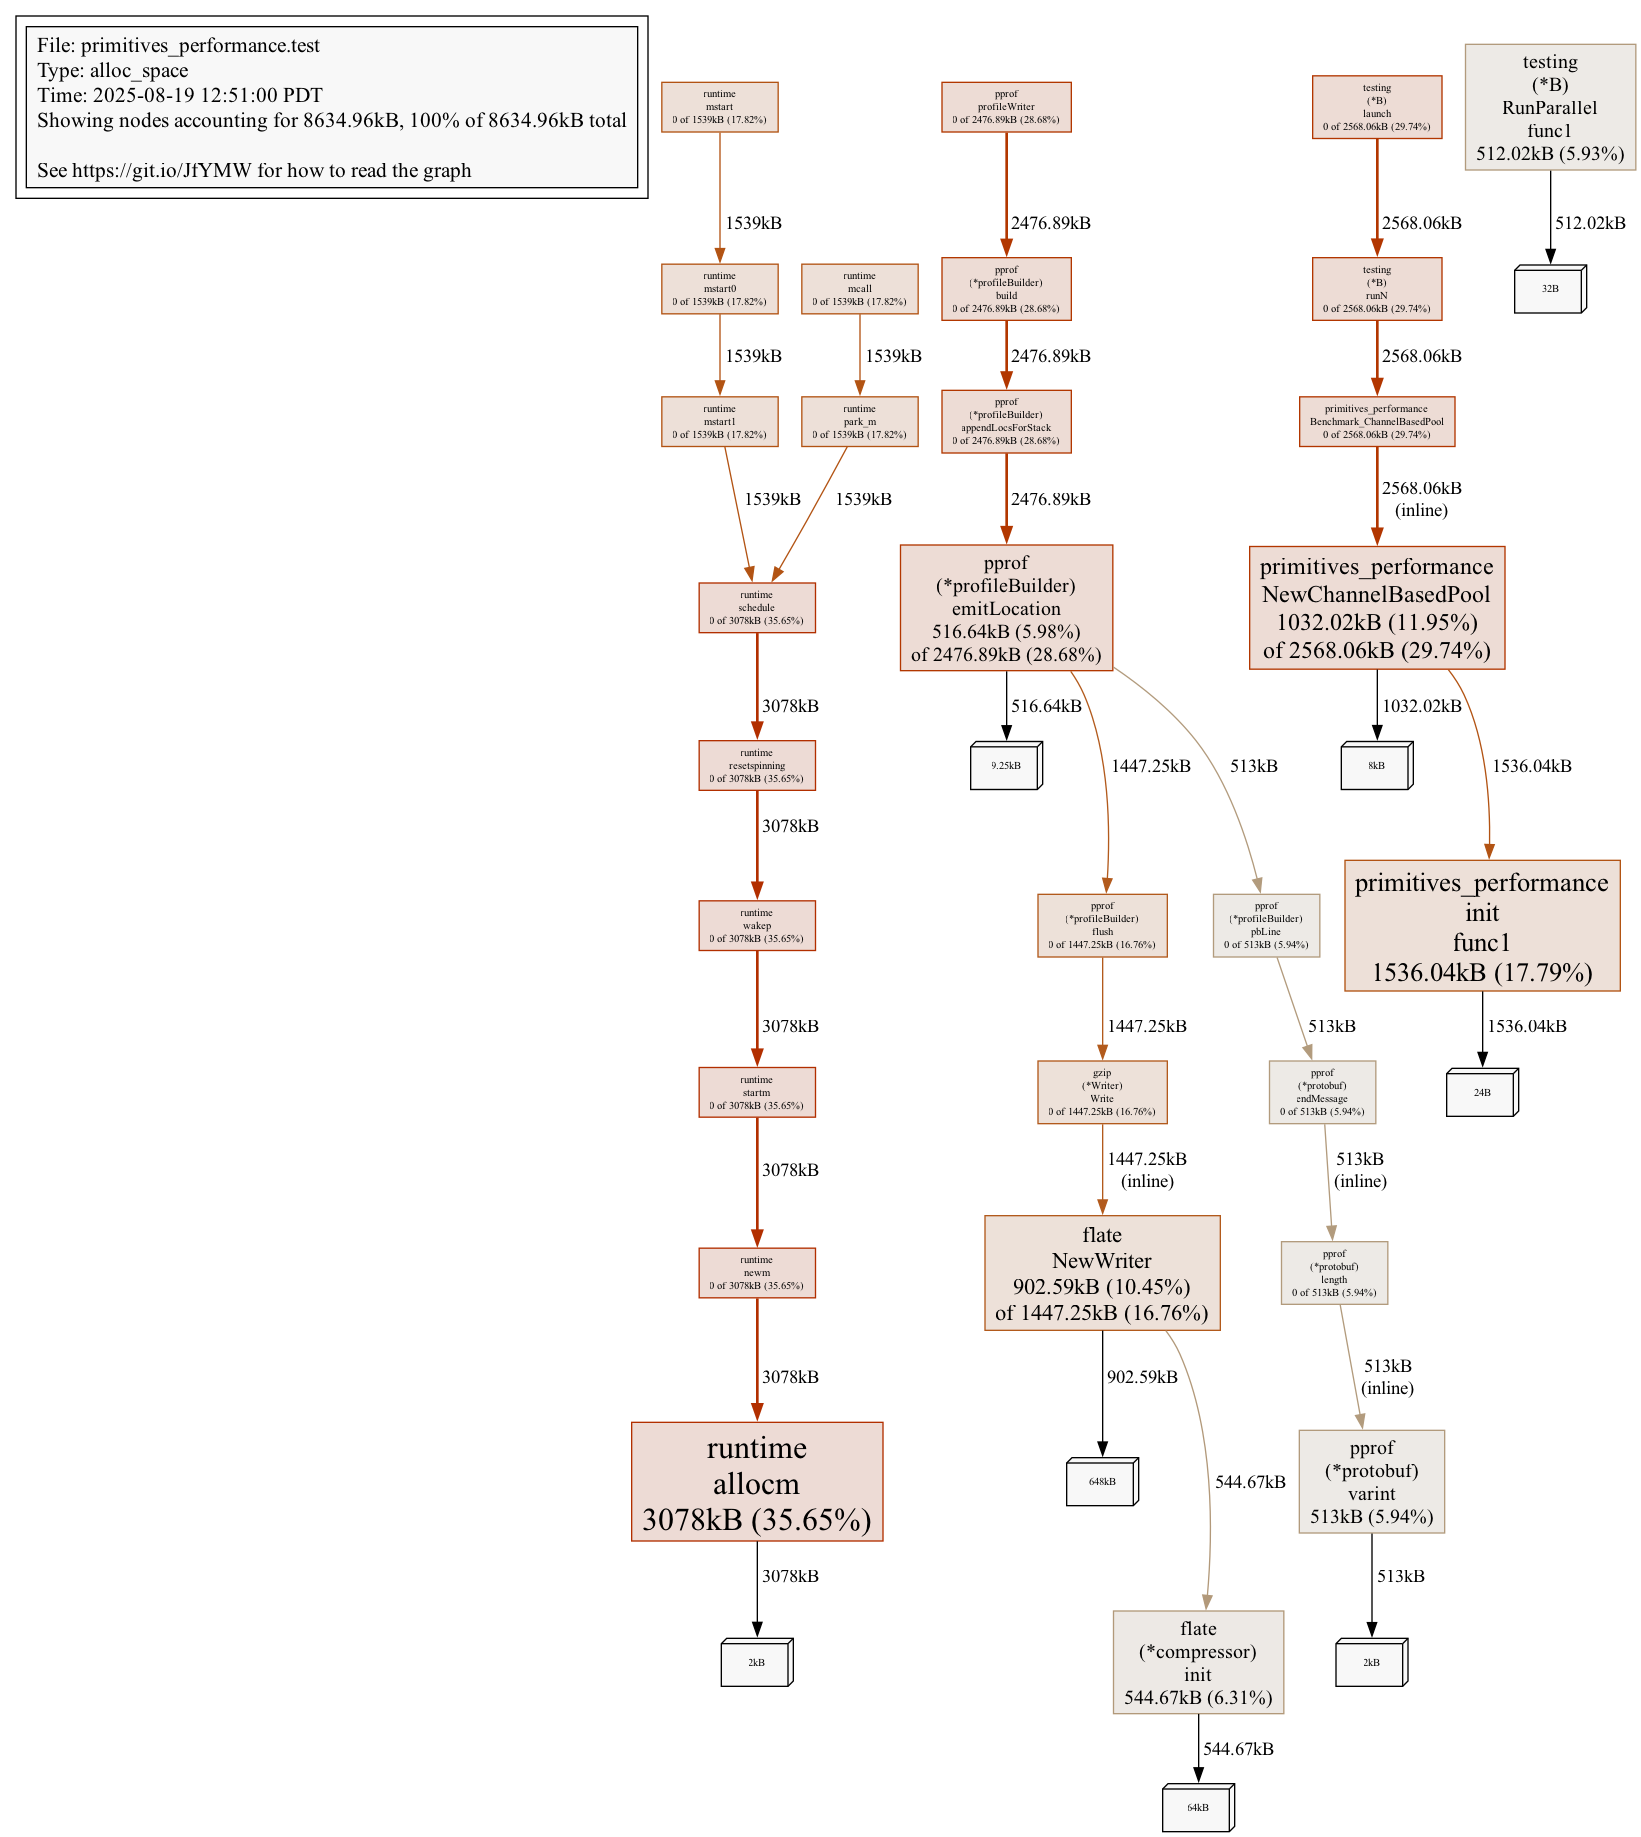 File: primitives_performance.test
Type: alloc_space
Time: 2025-08-19 12:51:00 PDT
Showing nodes accounting for 8634.96kB, 100% of 8634.96kB total
See https://git.io/JfYMW for how to read the graph
runtime
mstart
0 of 1539kB (17.82%)
pprof
profileWriter
0 of 2476.89kB (28.68%)
testing
(*B)
launch
0 of 2568.06kB (29.74%)
testing
(*B)
RunParallel
func1
512.02kB (5.93%)
1539kB
2476.89kB
2568.06kB
512.02kB
runtime
mstart0
0 of 1539kB (17.82%)
runtime
mcall
0 of 1539kB (17.82%)
pprof
(*profileBuilder)
build
0 of 2476.89kB (28.68%)
testing
(*B)
runN
0 of 2568.06kB (29.74%)
32B
1539kB
1539kB
2476.89kB
2568.06kB
runtime
mstart1
0 of 1539kB (17.82%)
runtime
park_m
0 of 1539kB (17.82%)
pprof
(*profileBuilder)
appendLocsForStack
0 of 2476.89kB (28.68%)
primitives_performance
Benchmark_ChannelBasedPool
0 of 2568.06kB (29.74%)
1539kB
1539kB
2476.89kB
2568.06kB
(inline)
runtime
schedule
0 of 3078kB (35.65%)
pprof
(*profileBuilder)
emitLocation
516.64kB (5.98%)
of 2476.89kB (28.68%)
primitives_performance
NewChannelBasedPool
1032.02kB (11.95%)
of 2568.06kB (29.74%)
3078kB
516.64kB
1032.02kB
runtime
resetspinning
0 of 3078kB (35.65%)
9.25kB
1447.25kB
513kB
8kB
1536.04kB
3078kB
runtime
wakep
0 of 3078kB (35.65%)
pprof
(*profileBuilder)
flush
0 of 1447.25kB (16.76%)
pprof
(*profileBuilder)
pbLine
0 of 513kB (5.94%)
primitives_performance
init
func1
1536.04kB (17.79%)
3078kB
1447.25kB
513kB
1536.04kB
runtime
startm
0 of 3078kB (35.65%)
gzip
(*Writer)
Write
0 of 1447.25kB (16.76%)
pprof
(*protobuf)
endMessage
0 of 513kB (5.94%)
24B
3078kB
1447.25kB
(inline)
513kB
(inline)
runtime
newm
0 of 3078kB (35.65%)
flate
NewWriter
902.59kB (10.45%)
of 1447.25kB (16.76%)
pprof
(*protobuf)
length
0 of 513kB (5.94%)
3078kB
902.59kB
513kB
(inline)
runtime
allocm
3078kB (35.65%)
648kB
544.67kB
pprof
(*protobuf)
varint
513kB (5.94%)
3078kB
513kB
2kB
flate
(*compressor)
init
544.67kB (6.31%)
2kB
544.67kB
64kB